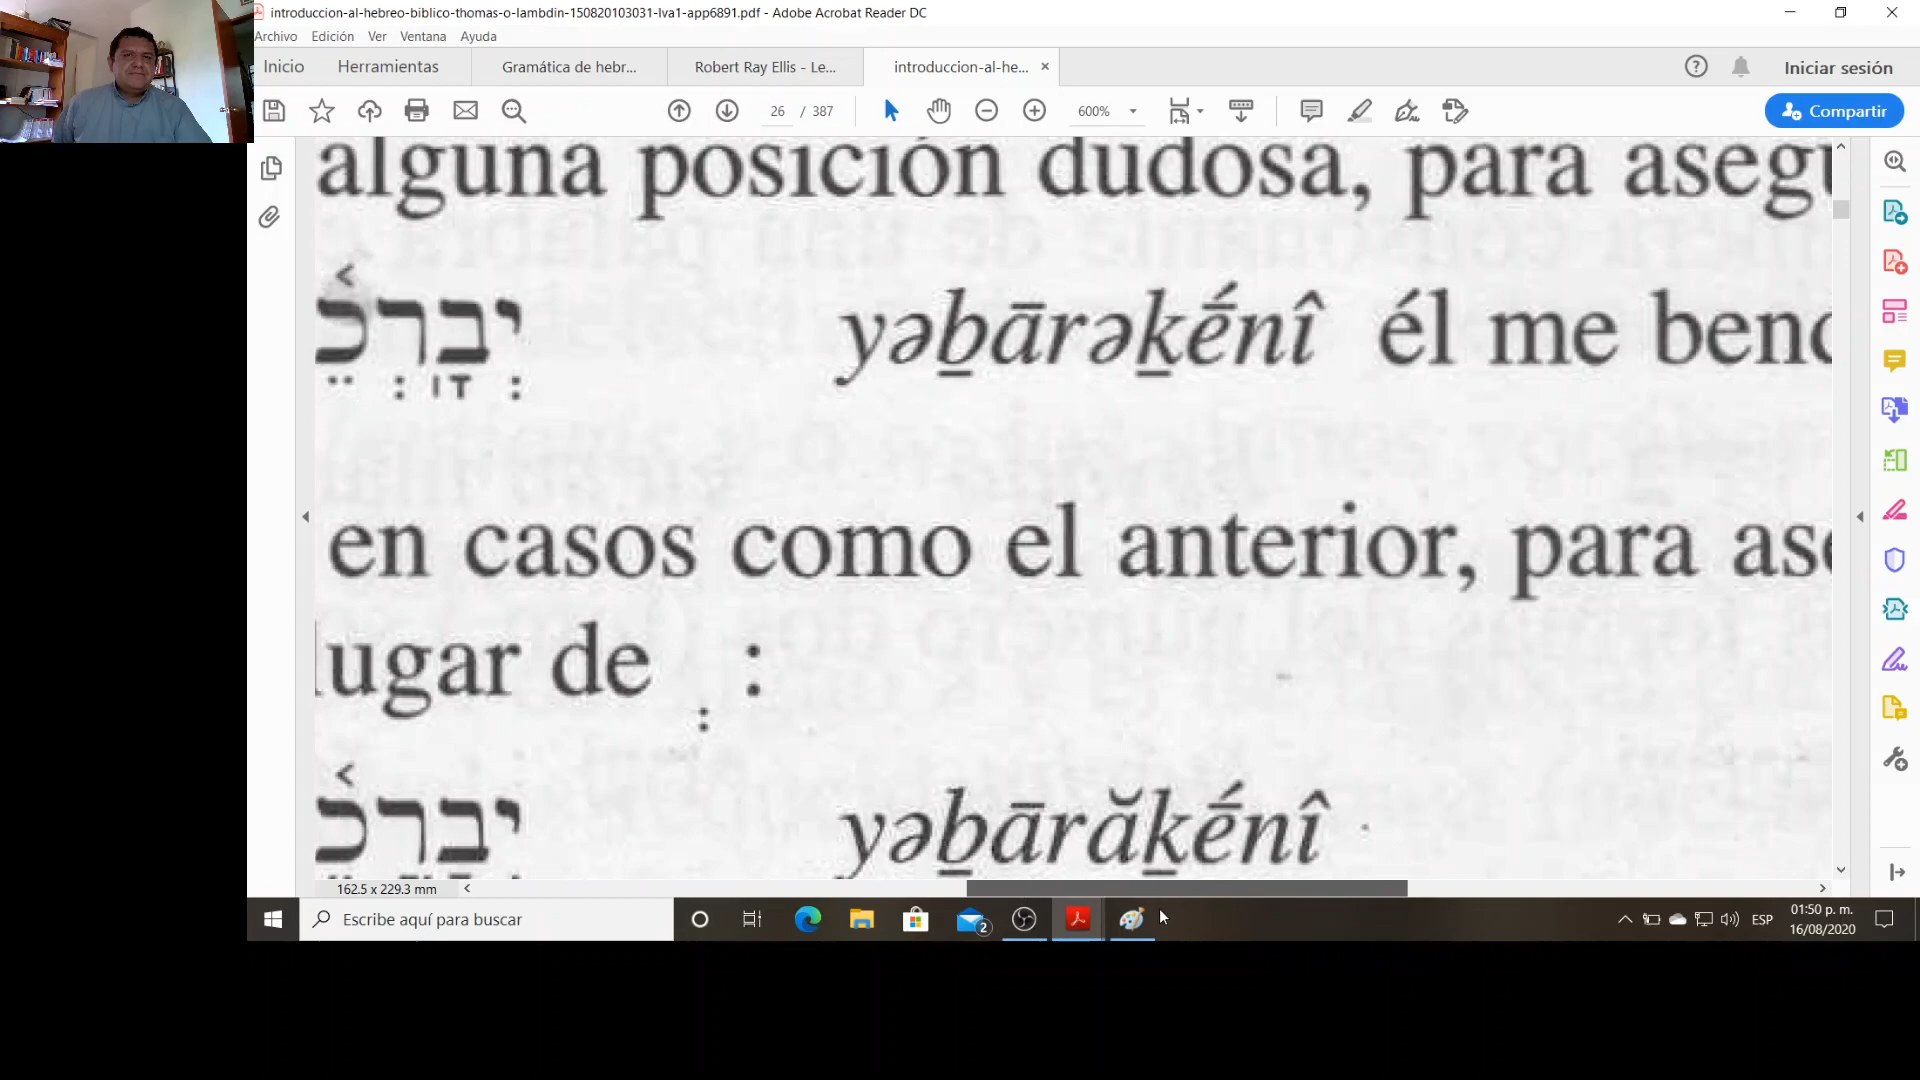 introduccion-al-hebreo-biblico-thomas-o-lambdin-150820103031-lva1-app6891.pdf - Adobe Acrobat Reader DC
Archivo Edición Ver Ventana Ayuda
Inicio Herramientas Gramática de hebr... Robert Ray Ellis - Le... introduccion-al-he... × Iniciar sesión
26 / 387 600% Compartir
alguna posición dudosa, para asegu
יְבָֽרְכֵ֫ yəḇārəḵḗnî él me bend
en casos como el anterior, para ase
lugar de :
יְבָרֲכֵ֫ yəḇārăḵḗnî
162.5 x 229.3 mm
Escribe aquí para buscar 2 ESP 01:50 p. m.
16/08/2020